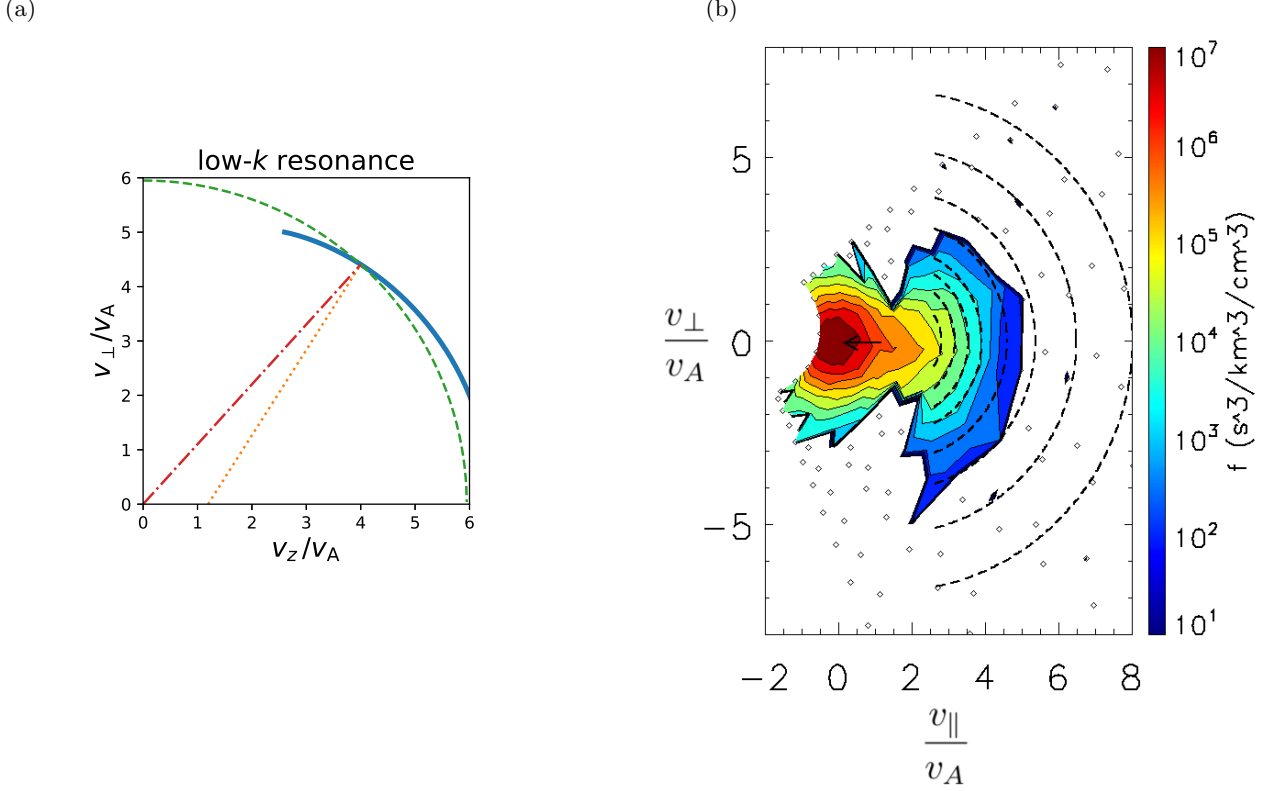 (a)
low-k resonance
6
5
4
3
2
1
0
v⊥/vA
0 1 2 3 4 5 6
vz/vA
(b)
5
0
−5
v⊥
vA
−2 0 2 4 6 8
v∥
vA
10^7
10^6
10^5
10^4
10^3
10^2
10^1
f (s^3/km^3/cm^3)